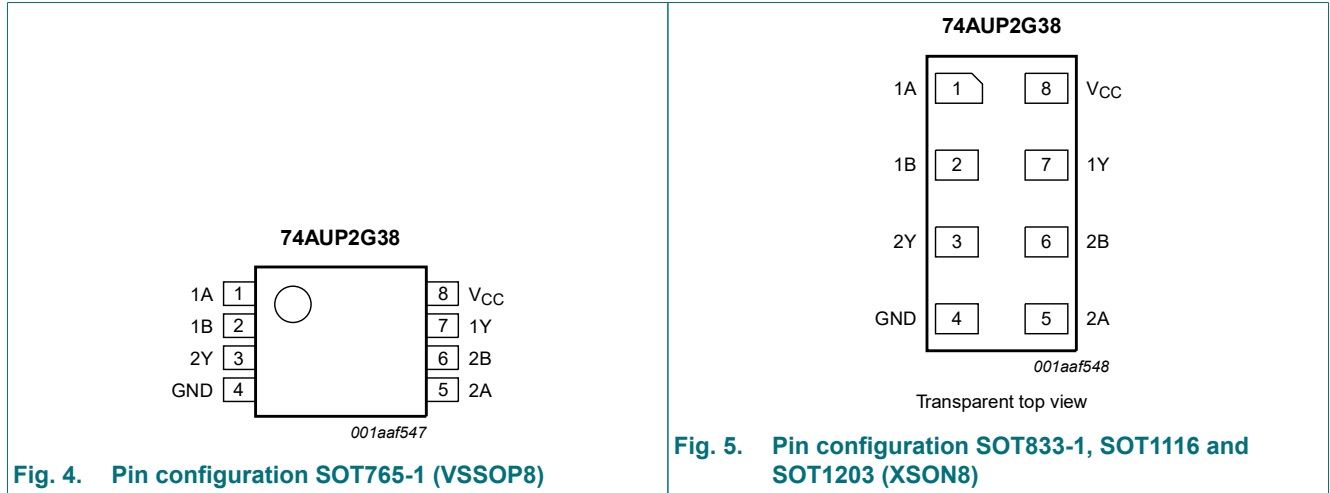 74AUP2G38
1A 1 8 VCC
1B 2 7 1Y
2Y 3 6 2B
GND 4 5 2A
001aaf547
Fig. 4. Pin configuration SOT765-1 (VSSOP8)
74AUP2G38
1A 1 8 VCC
1B 2 7 1Y
2Y 3 6 2B
GND 4 5 2A
001aaf548
Transparent top view
Fig. 5. Pin configuration SOT833-1, SOT1116 and
SOT1203 (XSON8)